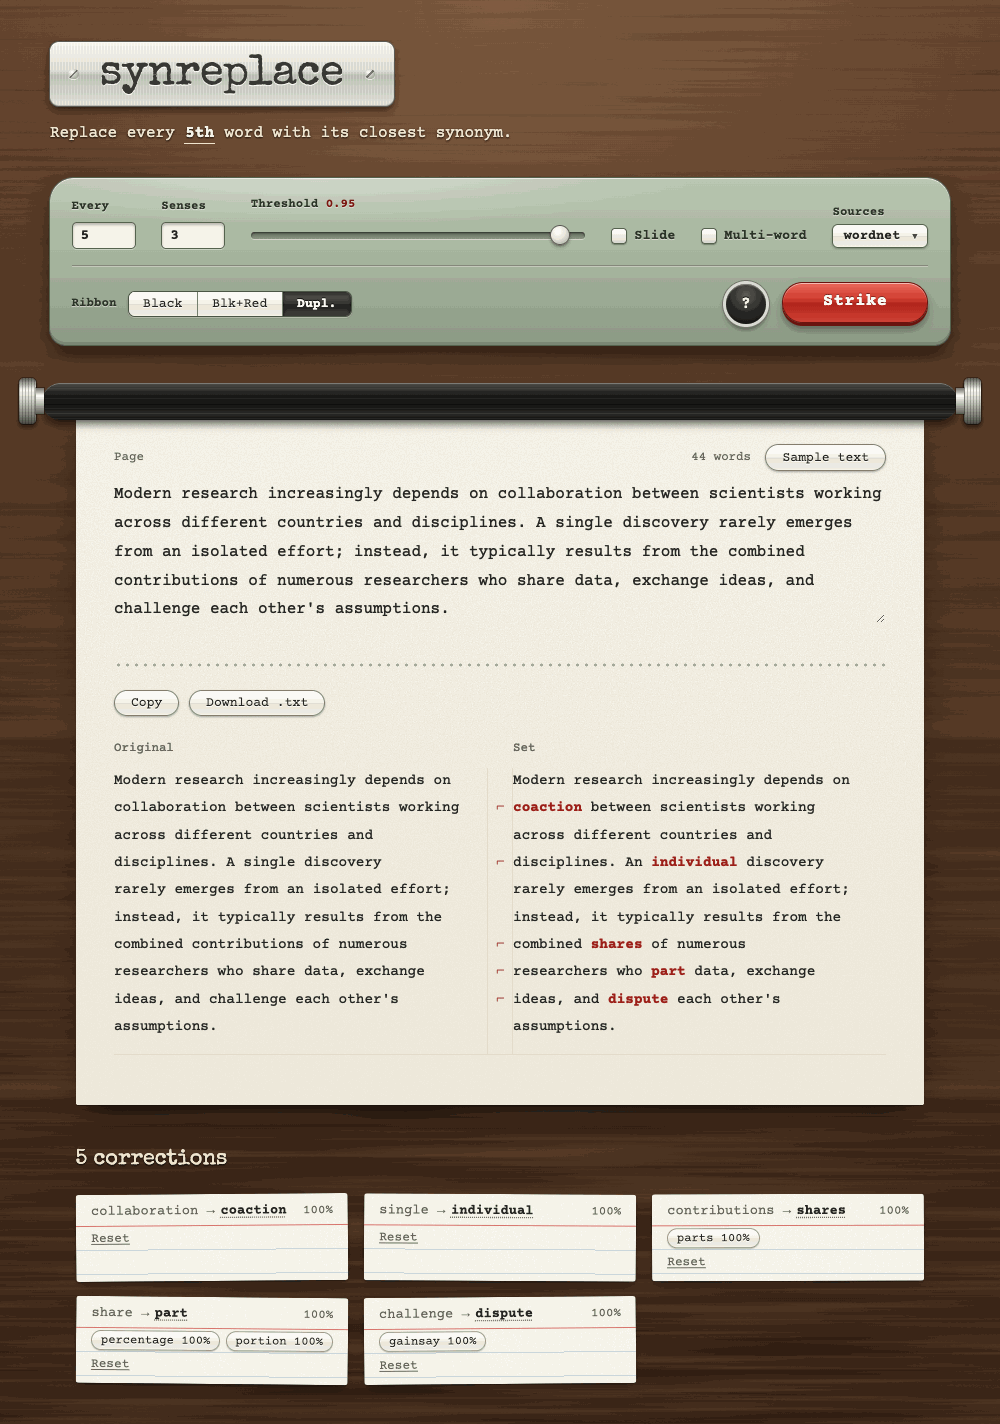 synreplace
Replace every 5th word with its closest synonym.
Every
Senses
Threshold 0.95
Sources
5
3
Slide
Multi-word
wordnet ▾
Ribbon
Black
Blk+Red
Dupl.
?
Strike
Page
44 words
Sample text
Modern research increasingly depends on collaboration between scientists working
across different countries and disciplines. A single discovery rarely emerges
from an isolated effort; instead, it typically results from the combined
contributions of numerous researchers who share data, exchange ideas, and
challenge each other's assumptions.
Copy
Download .txt
Original
Modern research increasingly depends on
collaboration between scientists working
across different countries and
disciplines. A single discovery
rarely emerges from an isolated effort;
instead, it typically results from the
combined contributions of numerous
researchers who share data, exchange
ideas, and challenge each other's
assumptions.
Set
Modern research increasingly depends on
⌐ coaction between scientists working
across different countries and
⌐ disciplines. An individual discovery
rarely emerges from an isolated effort;
instead, it typically results from the
⌐ combined shares of numerous
⌐ researchers who part data, exchange
⌐ ideas, and dispute each other's
assumptions.
5 corrections
collaboration → coaction 100%
Reset
single → individual 100%
Reset
contributions → shares 100%
parts 100%
Reset
share → part 100%
percentage 100% portion 100%
Reset
challenge → dispute 100%
gainsay 100%
Reset